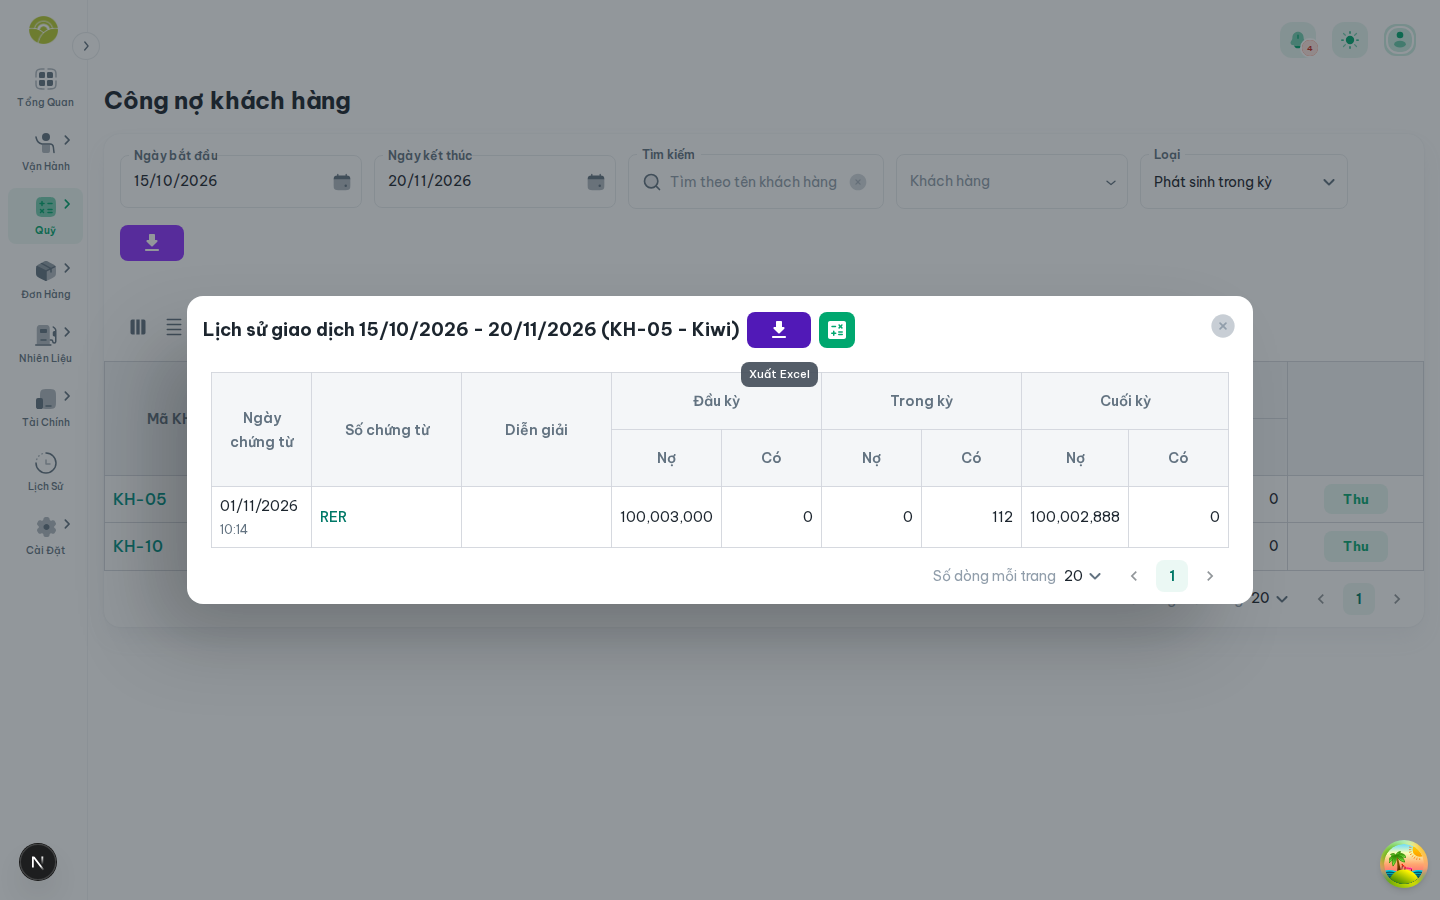 4
Tổng Quan
Vận Hành
Quỹ
Đơn Hàng
Nhiên Liệu
Tài Chính
Lịch Sử
Cài Đặt
N
Công nợ khách hàng
Ngày bắt đầu
15/10/2026
Ngày kết thúc
20/11/2026
Tìm kiếm
Tìm theo tên khách hàng
Khách hàng
Loại
Phát sinh trong kỳ
Mã KH
KH-05
KH-10
0
Thu
0
Thu
20
1
Lịch sử giao dịch 15/10/2026 - 20/11/2026 (KH-05 - Kiwi)
Xuất Excel
Ngày
chứng từ
Số chứng từ
Diễn giải
Đầu kỳ
Trong kỳ
Cuối kỳ
Nợ
Có
Nợ
Có
Nợ
Có
01/11/2026
10:14
RER
100,003,000
0
0
112
100,002,888
0
Số dòng mỗi trang 20
1